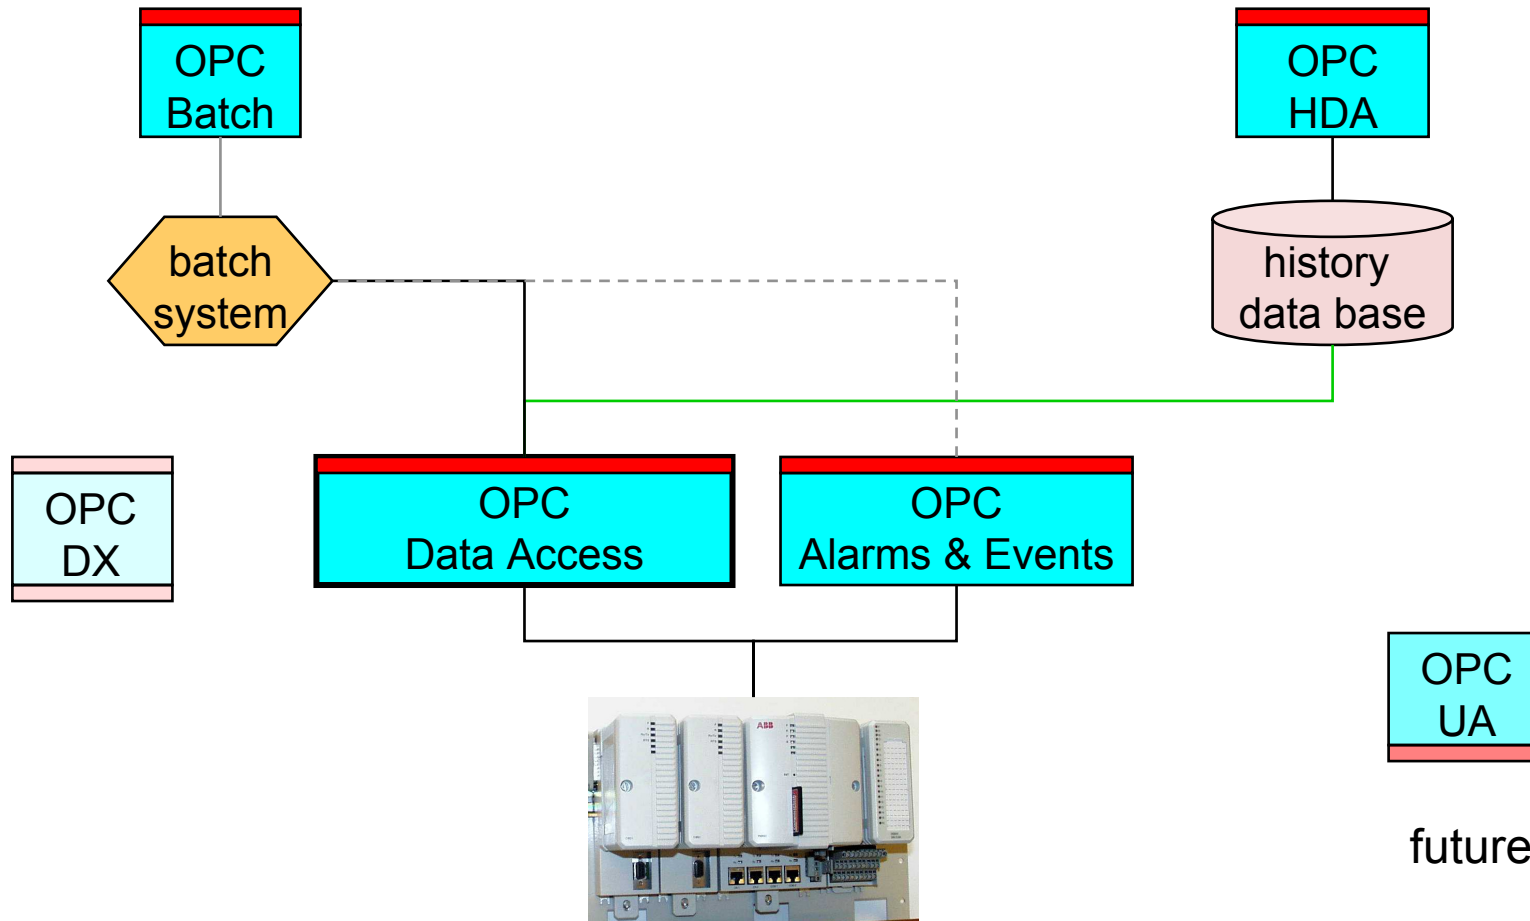 OPC
Batch
OPC
HDA
batch
system
history
data base
OPC
DX
OPC
Data Access
OPC
Alarms & Events
OPC
UA
ABB
future